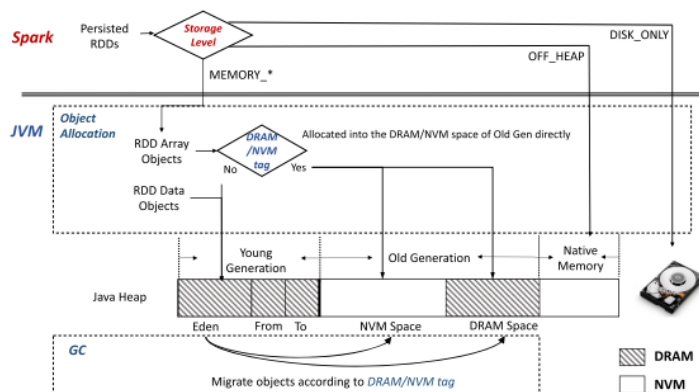 Spark
Persisted
RDDs
Storage
Level
DISK_ONLY
OFF_HEAP
MEMORY_*
JVM
Object
Allocation
RDD Array
Objects
DRAM
/NVM
tag
Allocated into the DRAM/NVM space of Old Gen directly
No
Yes
RDD Data
Objects
Young
Generation
Old Generation
Native
Memory
Java Heap
Eden
From
To
NVM Space
DRAM Space
GC
Migrate objects according to DRAM/NVM tag
DRAM
NVM